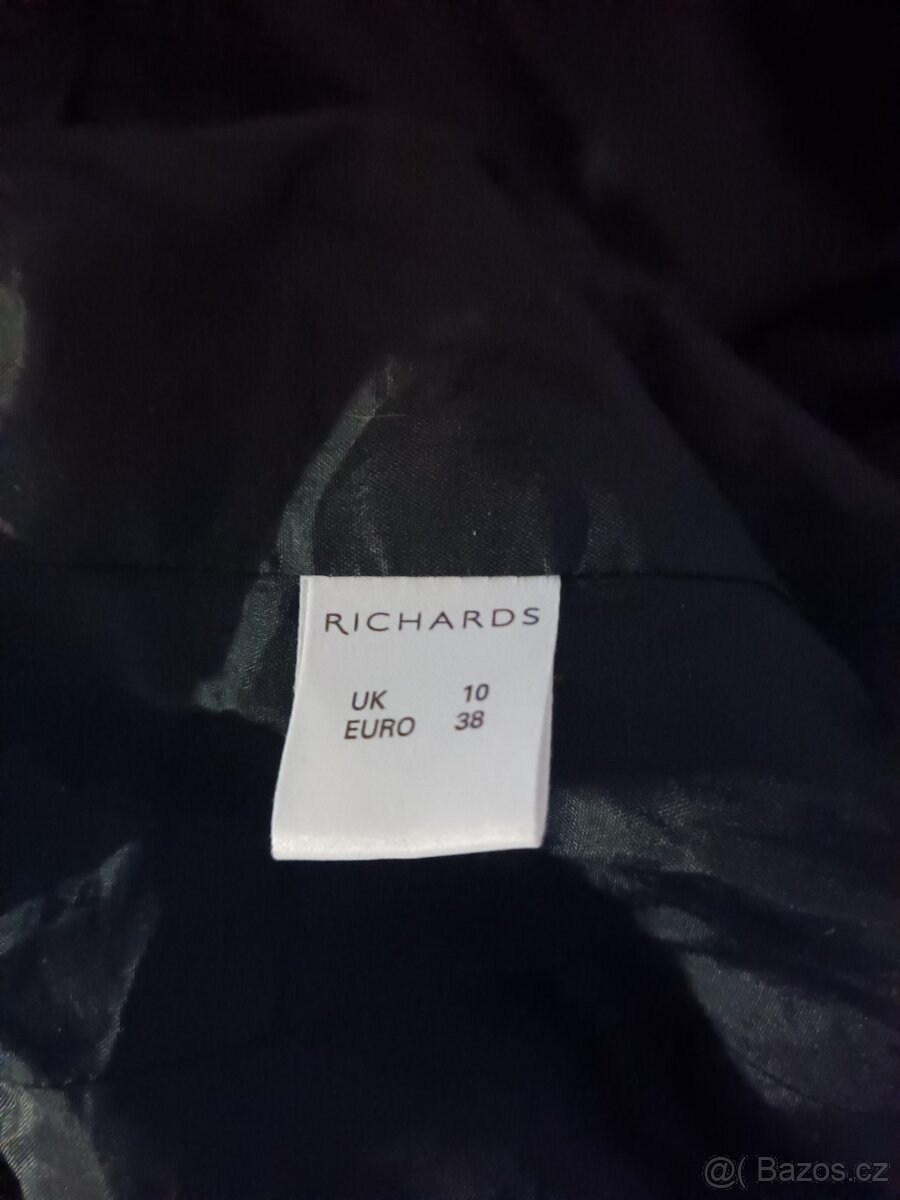 RICHARDS
UK 10
EURO 38
@( Bazos.cz